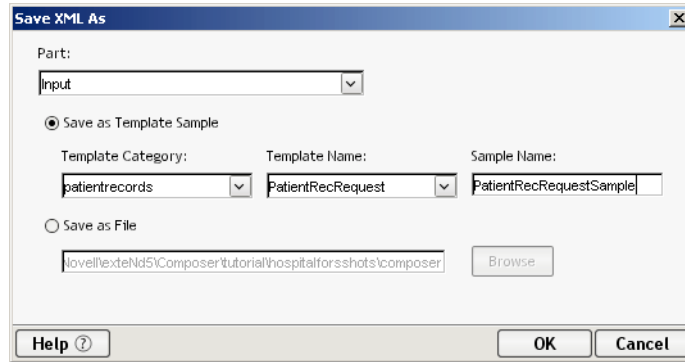 Save XML As
Part:
Input
Save as Template Sample
Template Category: Template Name: Sample Name:
patientrecords PatientRecRequest PatientRecRequestSample
Save as File
Novell\exteNd5\Composer\tutorial\hospitalforsshots\composer Browse
Help ? OK Cancel